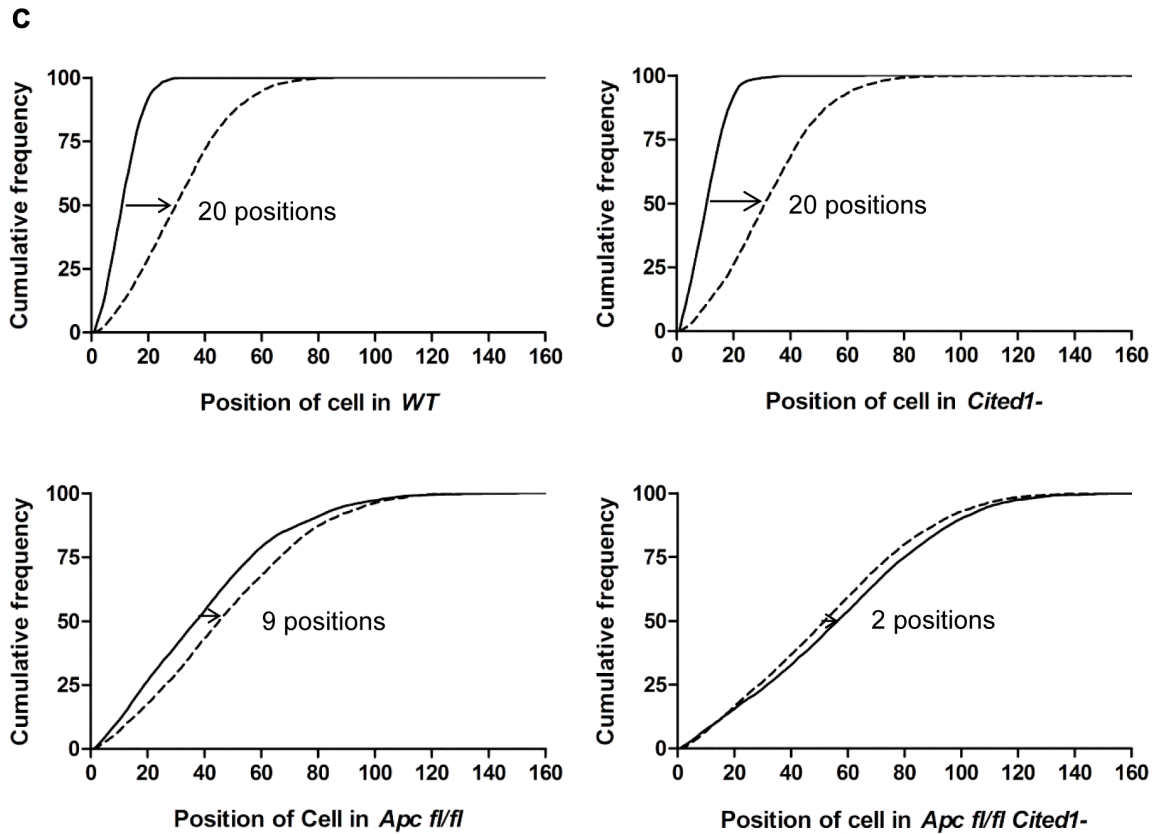 c
Cumulative frequency
100
75
50
25
0
20 positions
0 20 40 60 80 100 120 140 160
Position of cell in WT
Cumulative frequency
100
75
50
25
0
20 positions
0 20 40 60 80 100 120 140 160
Position of cell in Cited1-
Cumulative frequency
100
75
50
25
0
9 positions
0 20 40 60 80 100 120 140 160
Position of Cell in Apc fl/fl
Cumulative frequency
100
75
50
25
0
2 positions
0 20 40 60 80 100 120 140 160
Position of cell in Apc fl/fl Cited1-